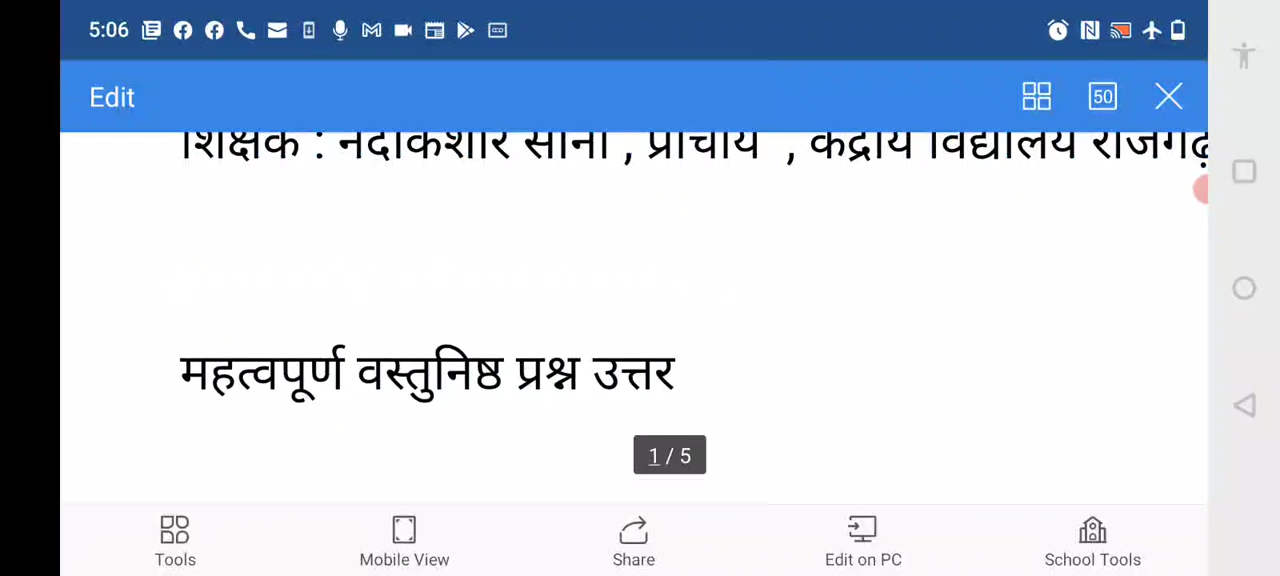 5:06
Edit
50
शिक्षक : नंदकिशोर सोनी , प्राचार्य , केंद्रीय विद्यालय राजगढ़
महत्वपूर्ण वस्तुनिष्ठ प्रश्न उत्तर
1 / 5
Tools Mobile View Share Edit on PC School Tools